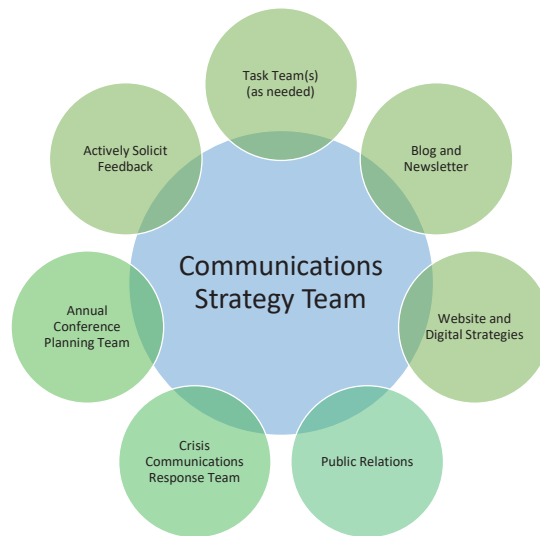 Task Team(s)
(as needed)
Blog and
Newsletter
Website and
Digital Strategies
Public Relations
Crisis
Communications
Response Team
Annual
Conference
Planning Team
Actively Solicit
Feedback
Communications
Strategy Team